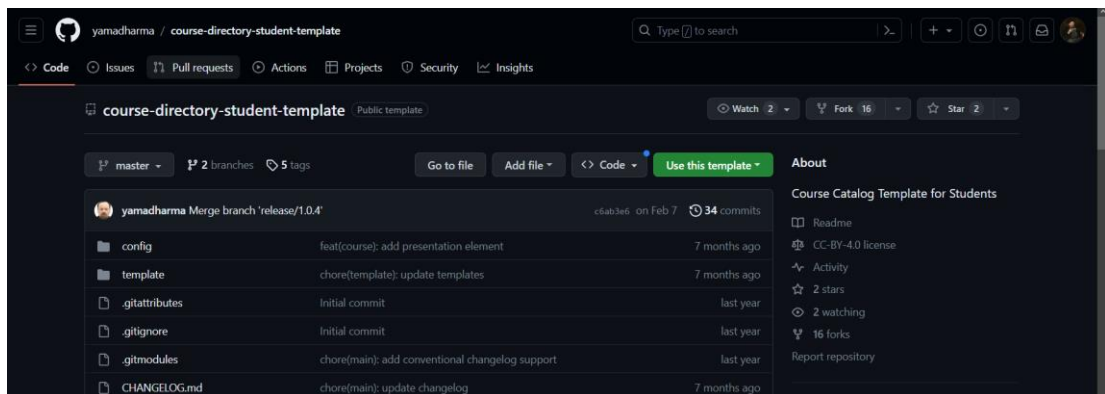 yamadharma / course-directory-student-template
Type / to search
Code Issues Pull requests Actions Projects Security Insights
course-directory-student-template Public template
Watch 2 Fork 16 Star 2
master 2 branches 5 tags Go to file Add file Code Use this template
yamadharma Merge branch 'release/1.0.4' c6ab3e6 on Feb 7 34 commits
config feat(course): add presentation element 7 months ago
template chore(template): update templates 7 months ago
.gitattributes Initial commit last year
.gitignore Initial commit last year
.gitmodules chore(main): add conventional changelog support last year
CHANGELOG.md chore(main): update changelog 7 months ago
About
Course Catalog Template for Students
Readme
CC-BY-4.0 license
Activity
2 stars
2 watching
16 forks
Report repository